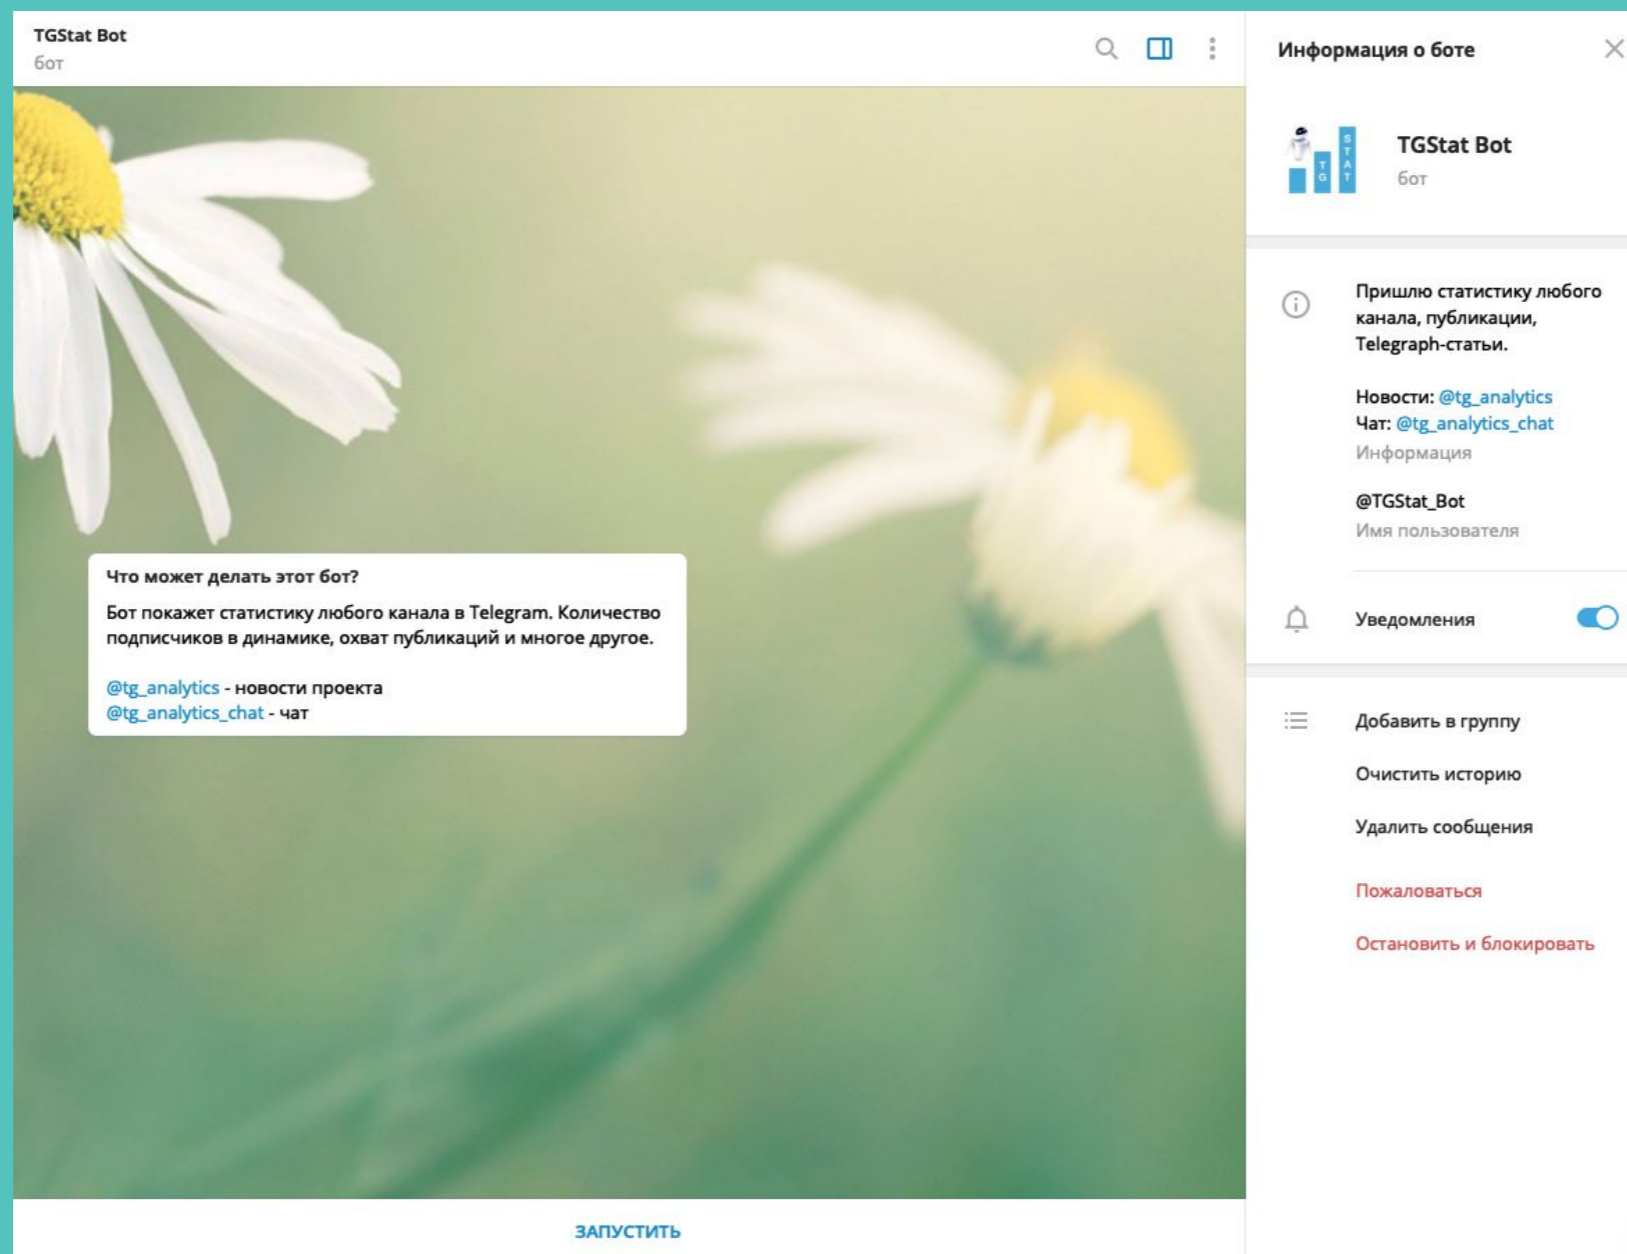 TGStat Bot
бот
Что может делать этот бот?
Бот покажет статистику любого канала в Telegram. Количество
подписчиков в динамике, охват публикаций и многое другое.
@tg_analytics - новости проекта
@tg_analytics_chat - чат
ЗАПУСТИТЬ
Информация о боте
TG
STAT
TGStat Bot
бот
Пришлю статистику любого
канала, публикации,
Telegraph-статьи.
Новости: @tg_analytics
Чат: @tg_analytics_chat
Информация
@TGStat_Bot
Имя пользователя
Уведомления
Добавить в группу
Очистить историю
Удалить сообщения
Пожаловаться
Остановить и блокировать